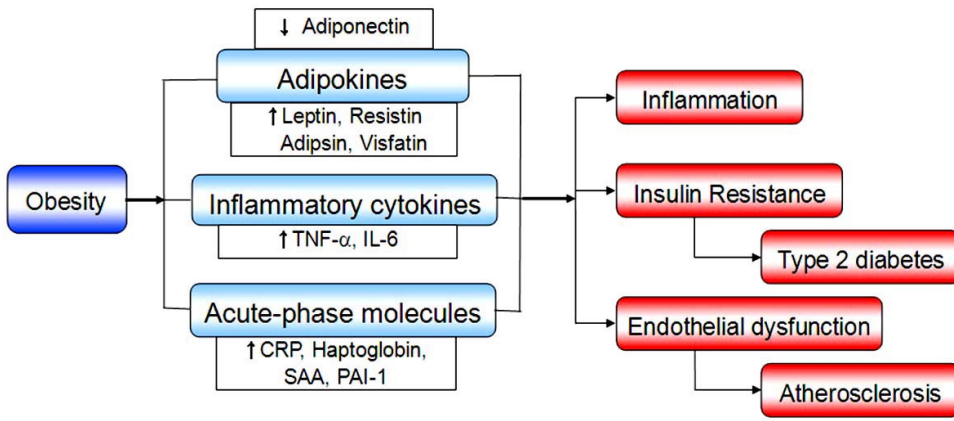 ↓ Adiponectin
Adipokines
↑ Leptin, Resistin
Adipsin, Visfatin
Obesity
Inflammatory cytokines
↑ TNF-α, IL-6
Acute-phase molecules
↑ CRP, Haptoglobin,
SAA, PAI-1
Inflammation
Insulin Resistance
Type 2 diabetes
Endothelial dysfunction
Atherosclerosis